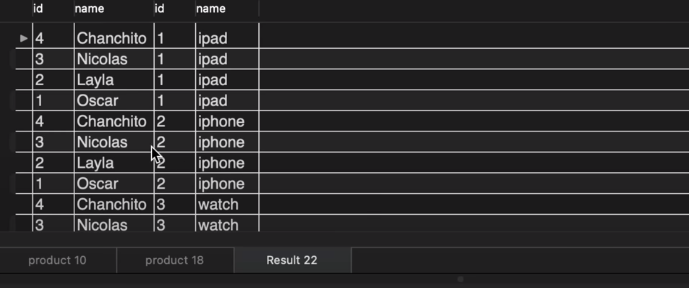 id name id name
4 Chanchito 1 ipad
3 Nicolas 1 ipad
2 Layla 1 ipad
1 Oscar 1 ipad
4 Chanchito 2 iphone
3 Nicolas 2 iphone
2 Layla 2 iphone
1 Oscar 2 iphone
4 Chanchito 3 watch
3 Nicolas 3 watch
product 10 product 18 Result 22